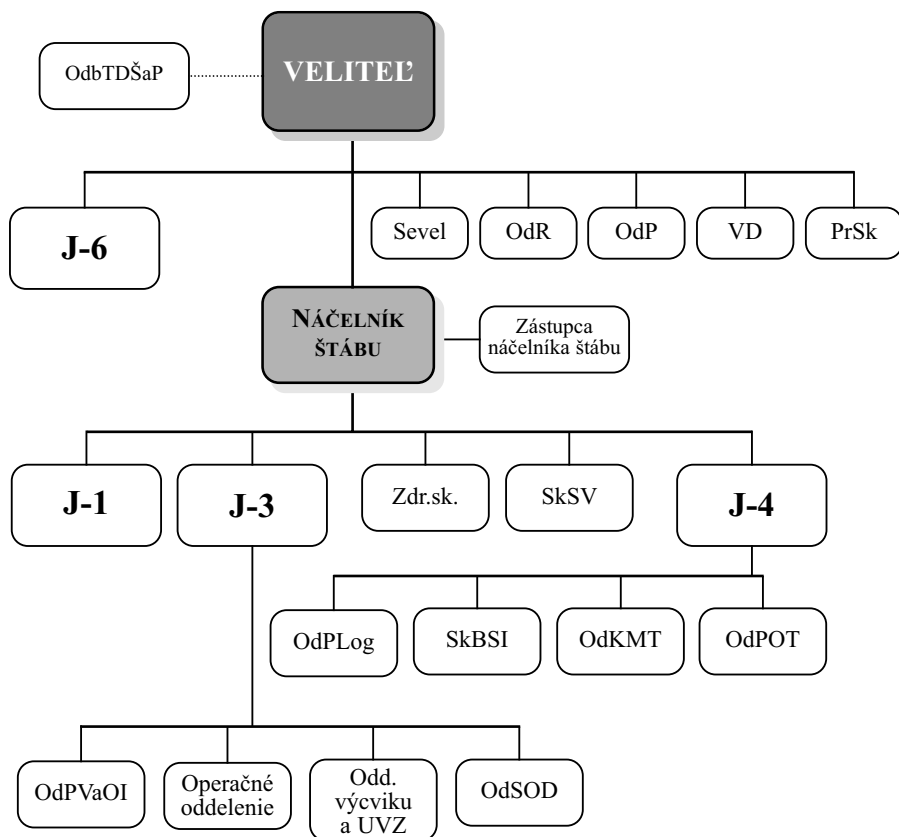 OdbTDŠaP
VELITEĽ
J-6
Sevel
OdR
OdP
VD
PrSk
NÁČELNÍK
ŠTÁBU
Zástupca
náčelníka štábu
J-1
J-3
Zdr.sk.
SkSV
J-4
OdPLog
SkBSI
OdKMT
OdPOT
OdPVaOI
Operačné
oddelenie
Odd.
výcviku
a UVZ
OdSOD